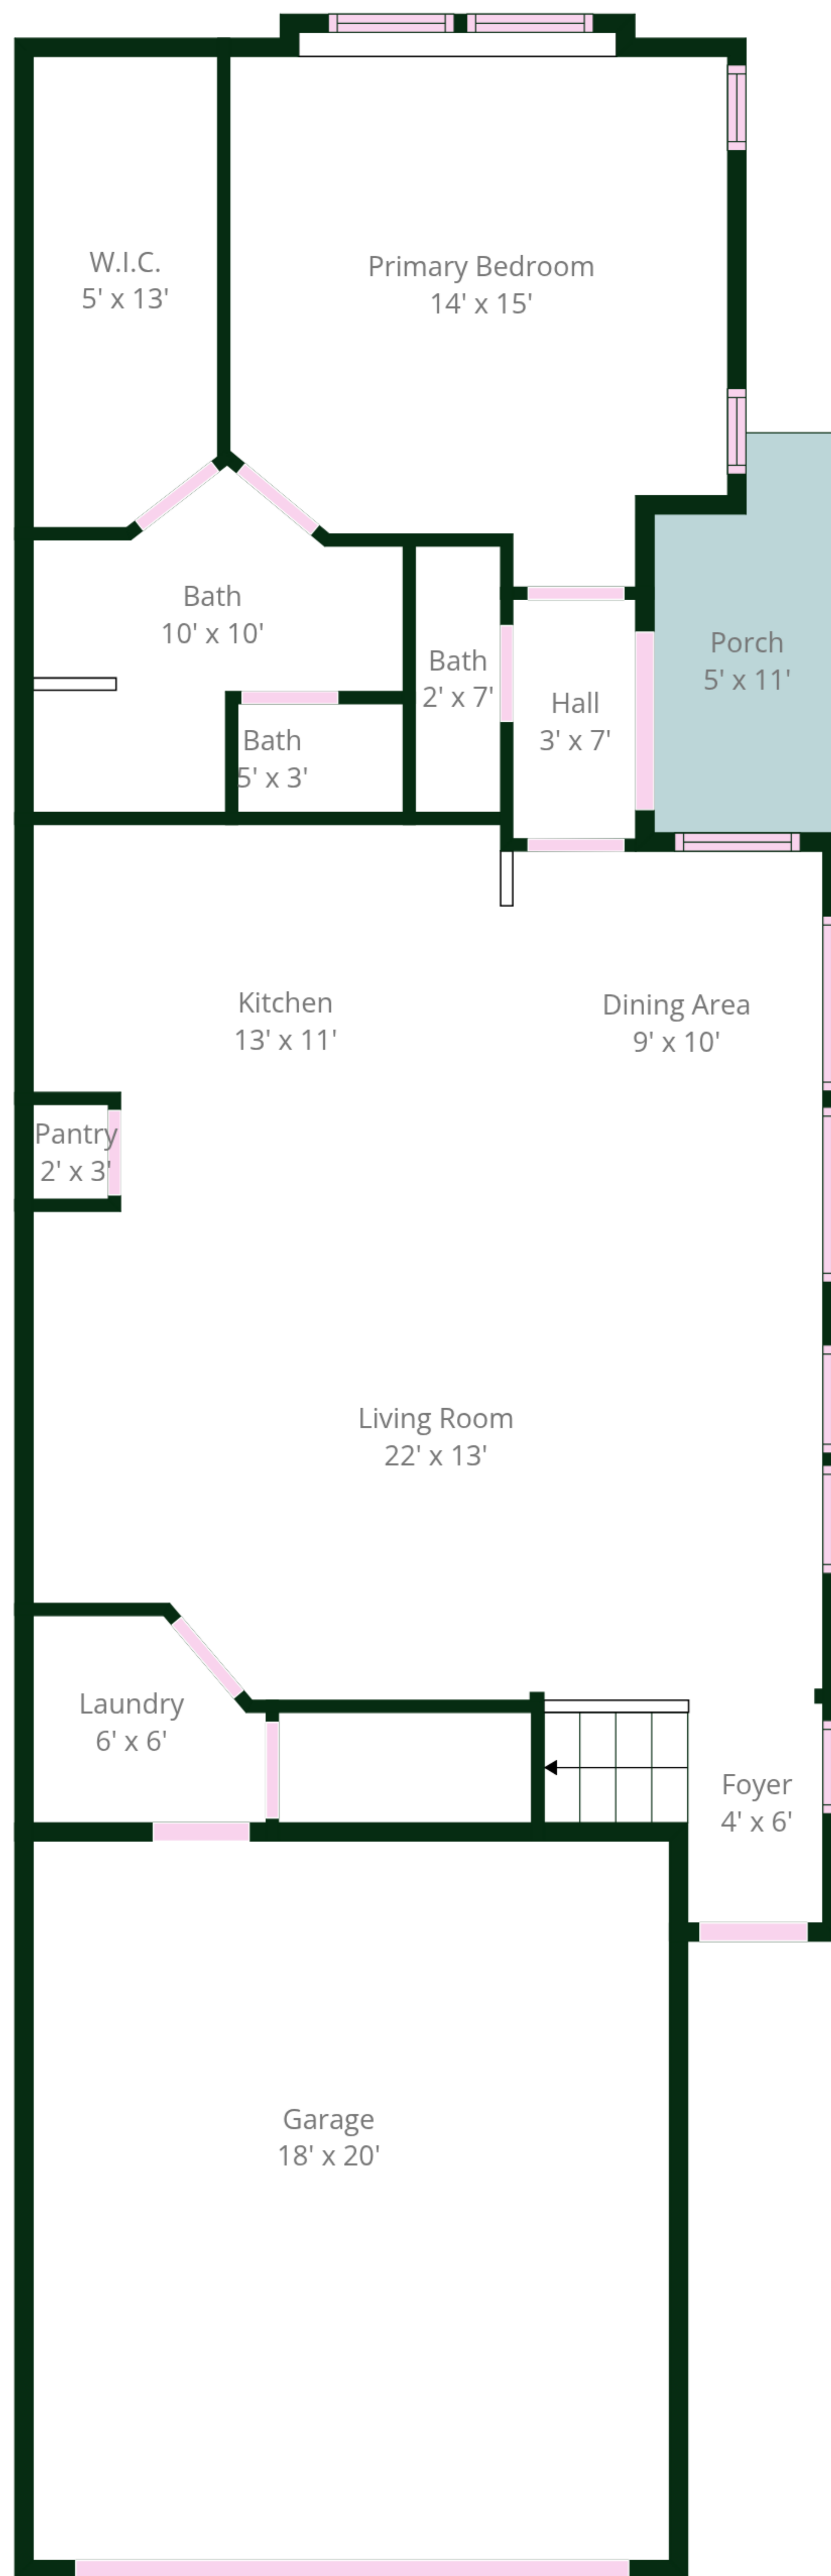 W.I.C.
5' x 13'
Primary Bedroom
14' x 15'
Bath
10' x 10'
Bath
2' x 7'
Hall
3' x 7'
Porch
5' x 11'
Bath
5' x 3'
Kitchen
13' x 11'
Dining Area
9' x 10'
Pantry
2' x 3'
Living Room
22' x 13'
Laundry
6' x 6'
Foyer
4' x 6'
Garage
18' x 20'